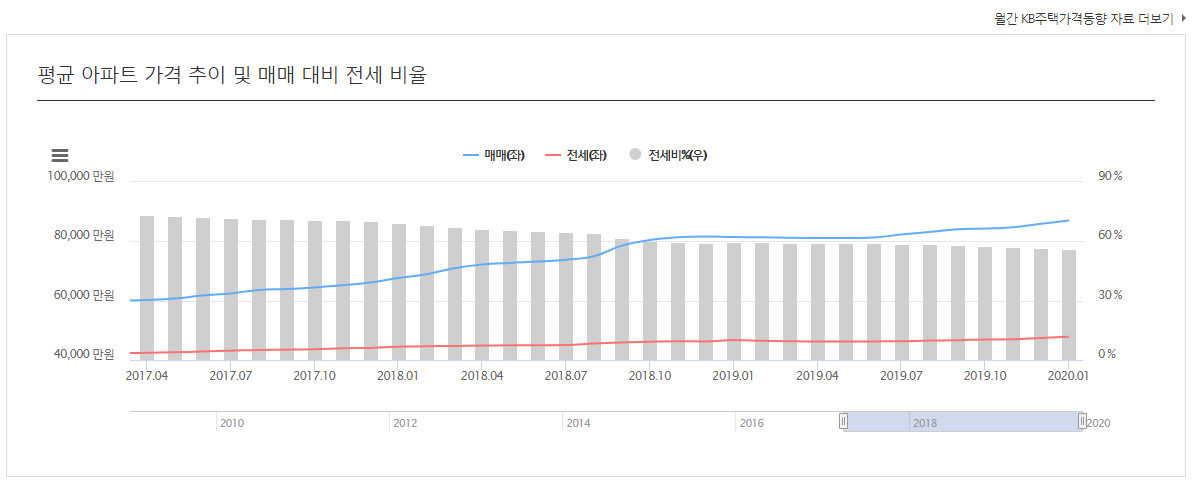 월간 KB주택가격동향 자료 더보기
평균 아파트 가격 추이 및 매매 대비 전세 비율
매매(좌) 전세(좌) 전세비%(우)
100,000 만원 90 %
80,000 만원 60 %
60,000 만원 30 %
40,000 만원 0 %
2017.04 2017.07 2017.10 2018.01 2018.04 2018.07 2018.10 2019.01 2019.04 2019.07 2019.10 2020.01
2010 2012 2014 2016 2018 2020